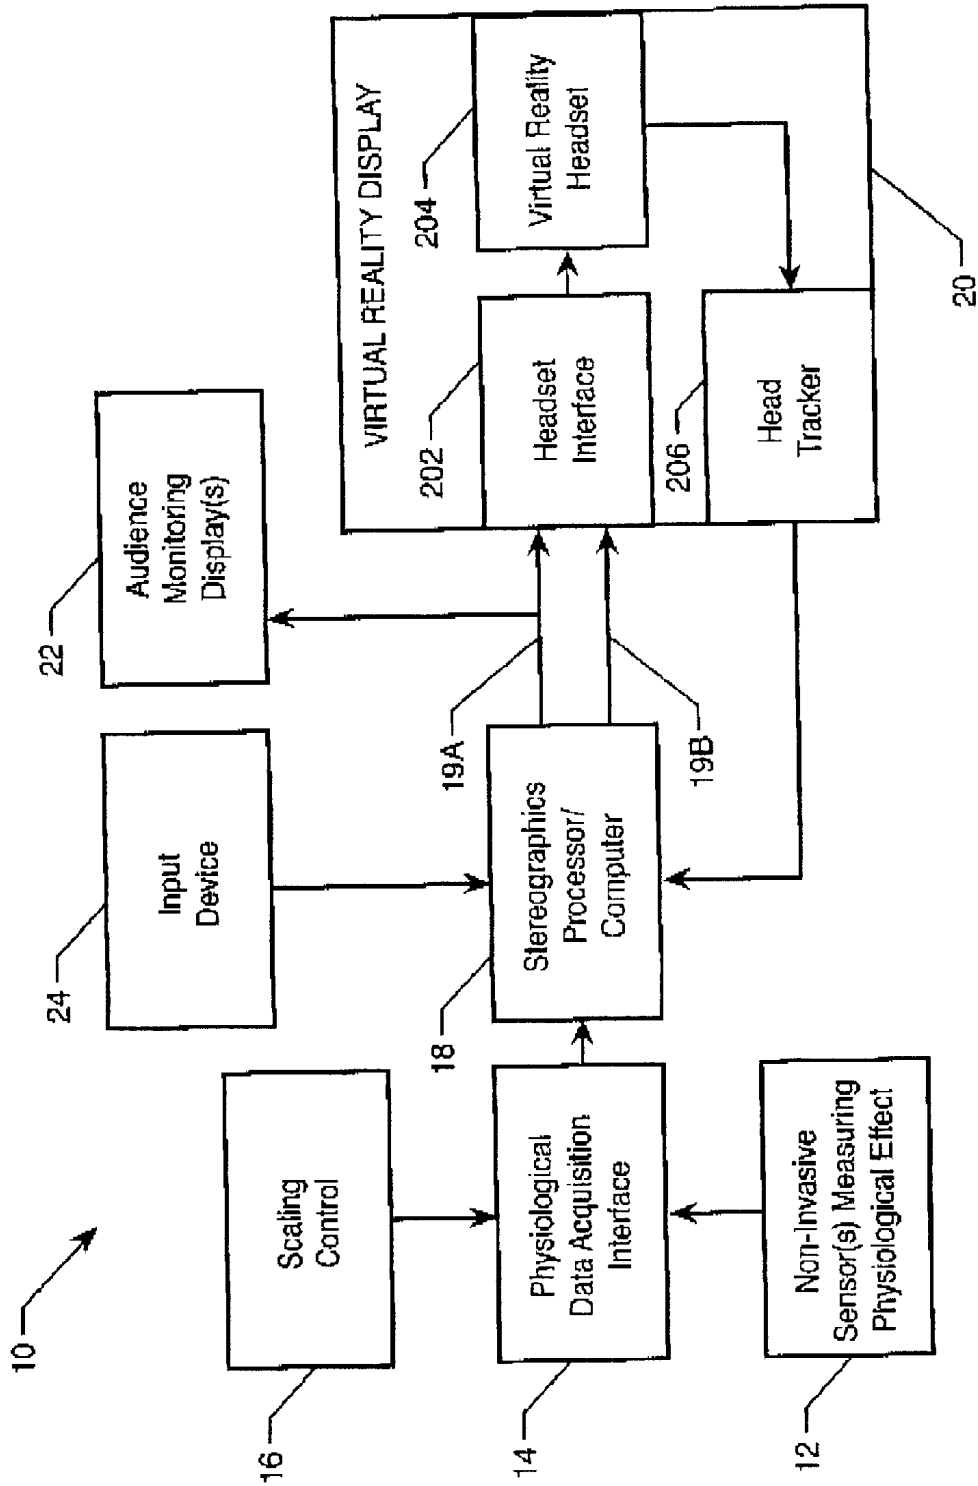 10
16
Scaling
Control
24
Input
Device
22
Audience
Monitoring
Display(s)
VIRTUAL REALITY DISPLAY
14
Physiological
Data Acquisition
Interface
18
Stereographics
Processor/
Computer
19A
19B
202
Headset
Interface
204
Virtual Reality
Headset
12
Non-Invasive
Sensor(s) Measuring
Physiological Effect
206
Head
Tracker
20